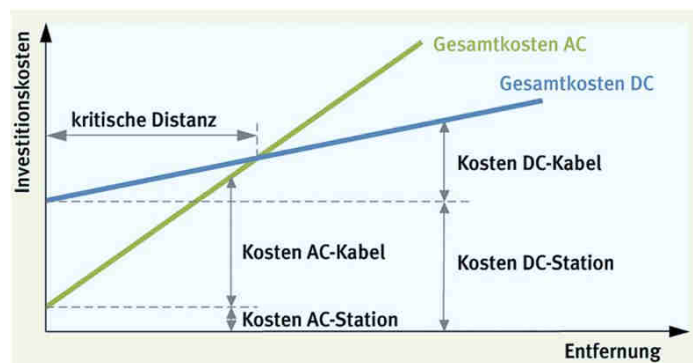 Investitionskosten
Gesamtkosten AC
Gesamtkosten DC
kritische Distanz
Kosten DC-Kabel
Kosten AC-Kabel
Kosten DC-Station
Kosten AC-Station
Entfernung